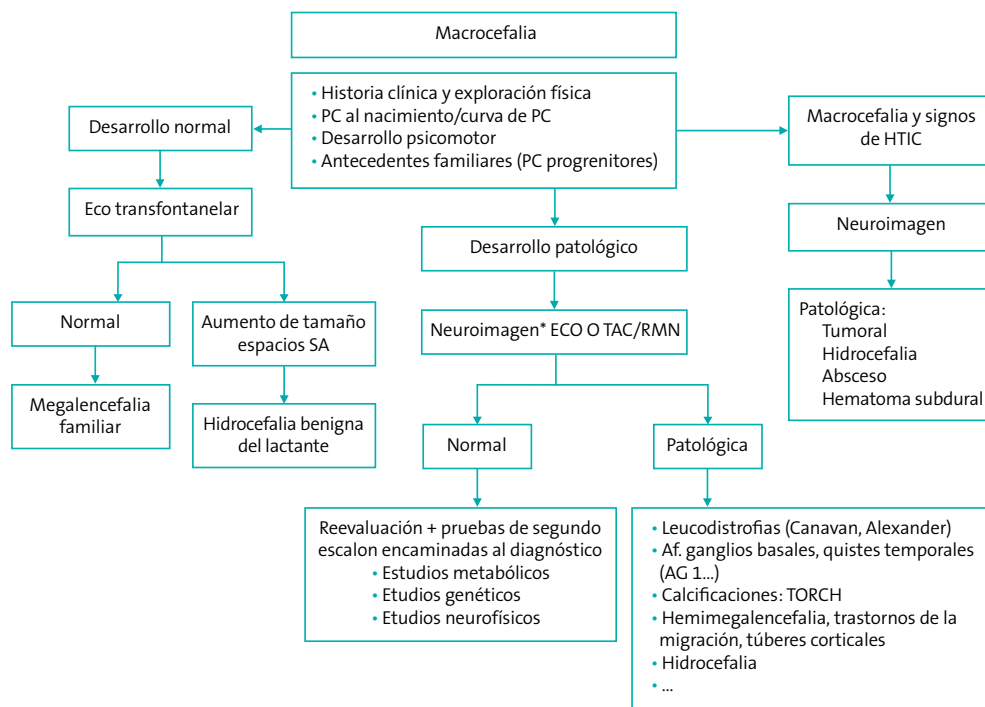 Macrocefalia
• Historia clínica y exploración física
• PC al nacimiento/curva de PC
• Desarrollo psicomotor
• Antecedentes familiares (PC progrenitores)
Desarrollo normal
Eco transfontanelar
Normal
Megalencefalia
familiar
Aumento de tamaño
espacios SA
Hidrocefalia benigna
del lactante
Desarrollo patológico
Neuroimagen* ECO O TAC/RMN
Normal
Reevaluación + pruebas de segundo
escalon encaminadas al diagnóstico
• Estudios metabólicos
• Etudios genéticos
• Estudios neurofísicos
Patológica
• Leucodistrofias (Canavan, Alexander)
• Af. ganglios basales, quistes temporales
(AG 1...)
• Calcificaciones: TORCH
• Hemimegalencefalia, trastornos de la
migración, túberes corticales
• Hidrocefalia
• ...
Macrocefalia y signos
de HTIC
Neuroimagen
Patológica:
Tumoral
Hidrocefalia
Absceso
Hematoma subdural